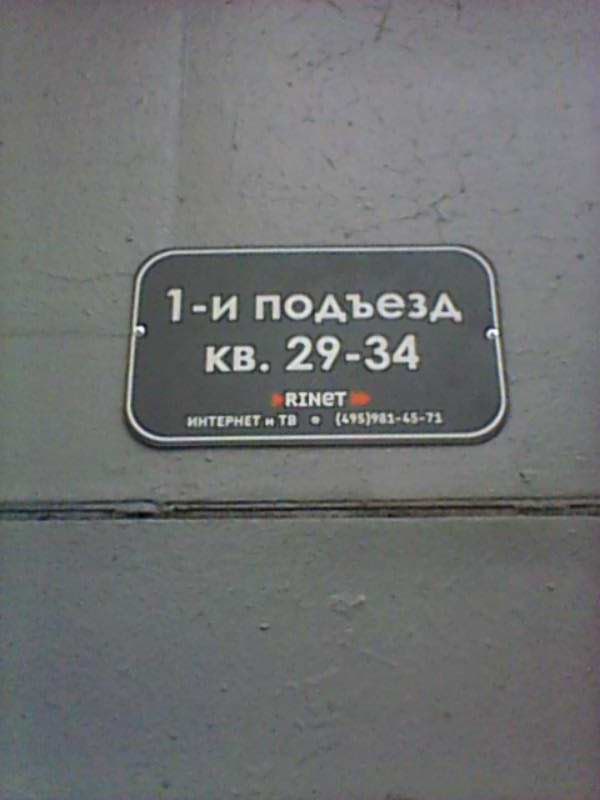 1-и подъезд
кв. 29-34
RINET
ИНТЕРНЕТ и ТВ (495)981-45-71